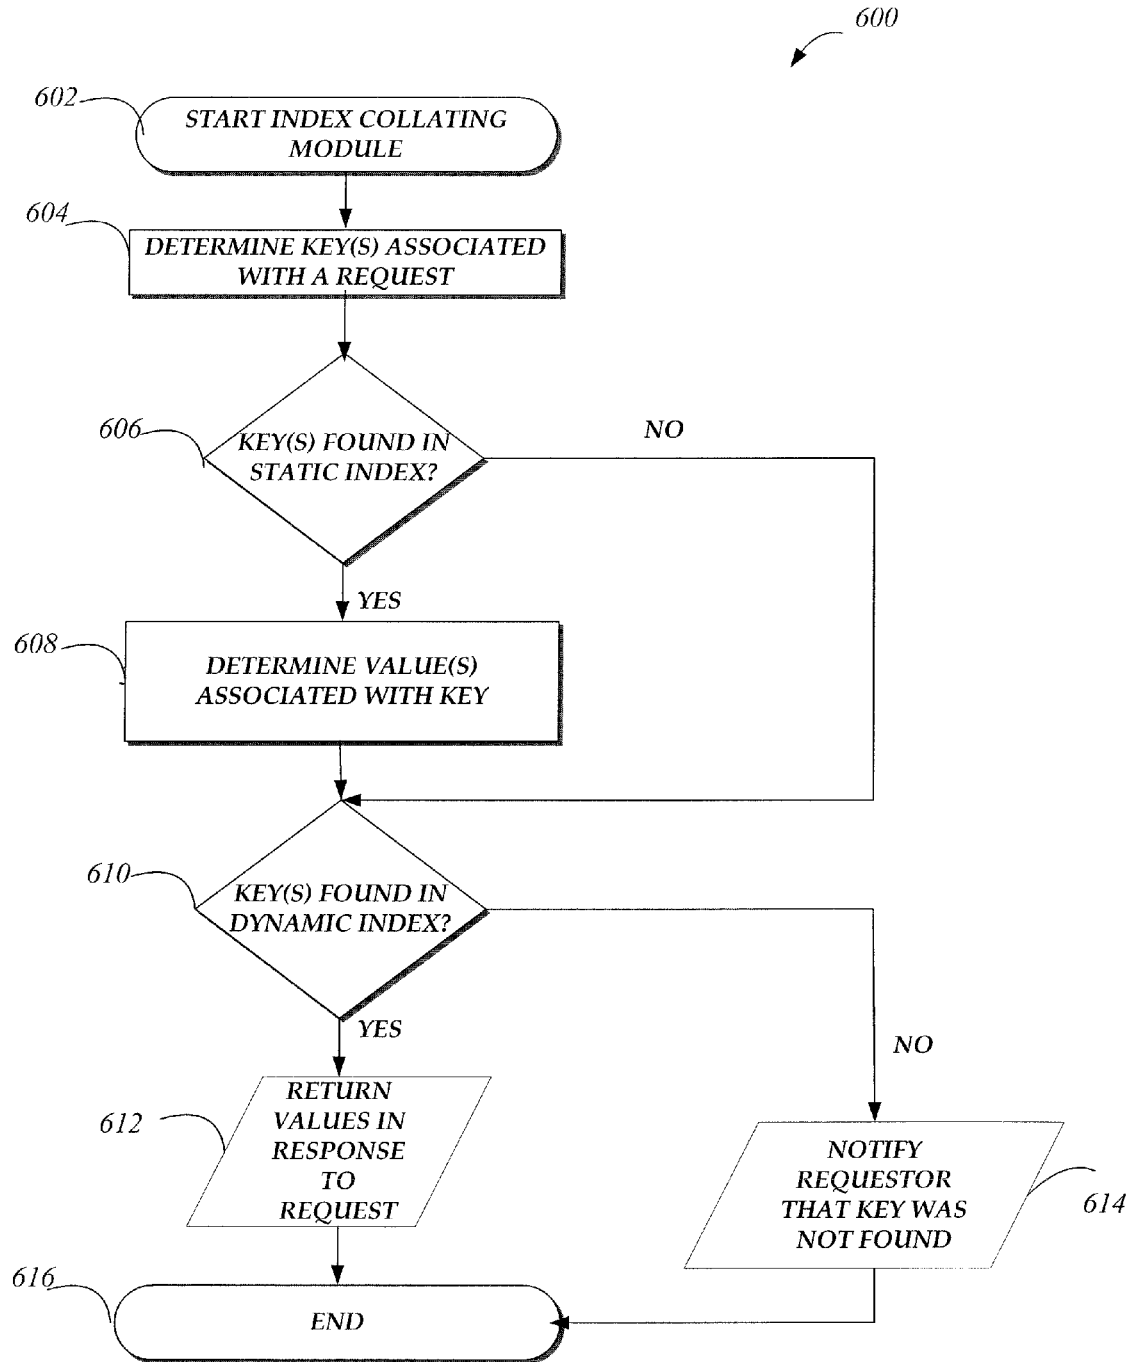 600
602
START INDEX COLLATING
MODULE
604
DETERMINE KEY(S) ASSOCIATED
WITH A REQUEST
606
KEY(S) FOUND IN
STATIC INDEX?
NO
YES
608
DETERMINE VALUE(S)
ASSOCIATED WITH KEY
610
KEY(S) FOUND IN
DYNAMIC INDEX?
YES
NO
612
RETURN
VALUES IN
RESPONSE
TO
REQUEST
NOTIFY
REQUESTOR
THAT KEY WAS
NOT FOUND
614
616
END